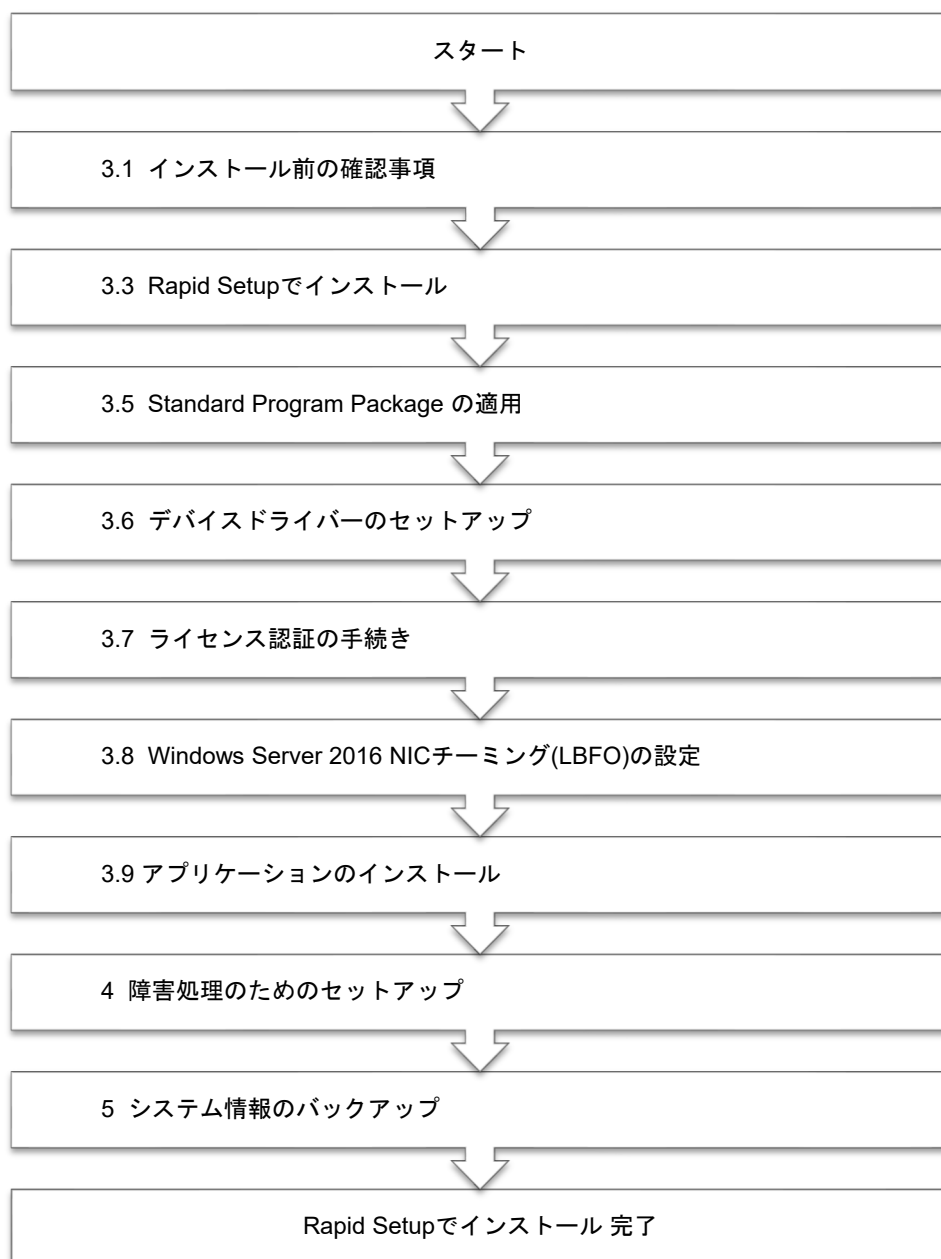 スタート
3.1 インストール前の確認事項
3.3 Rapid Setupでインストール
3.5 Standard Program Package の適用
3.6 デバイスドライバーのセットアップ
3.7 ライセンス認証の手続き
3.8 Windows Server 2016 NICチーミング(LBFO)の設定
3.9 アプリケーションのインストール
4 障害処理のためのセットアップ
5 システム情報のバックアップ
Rapid Setupでインストール 完了